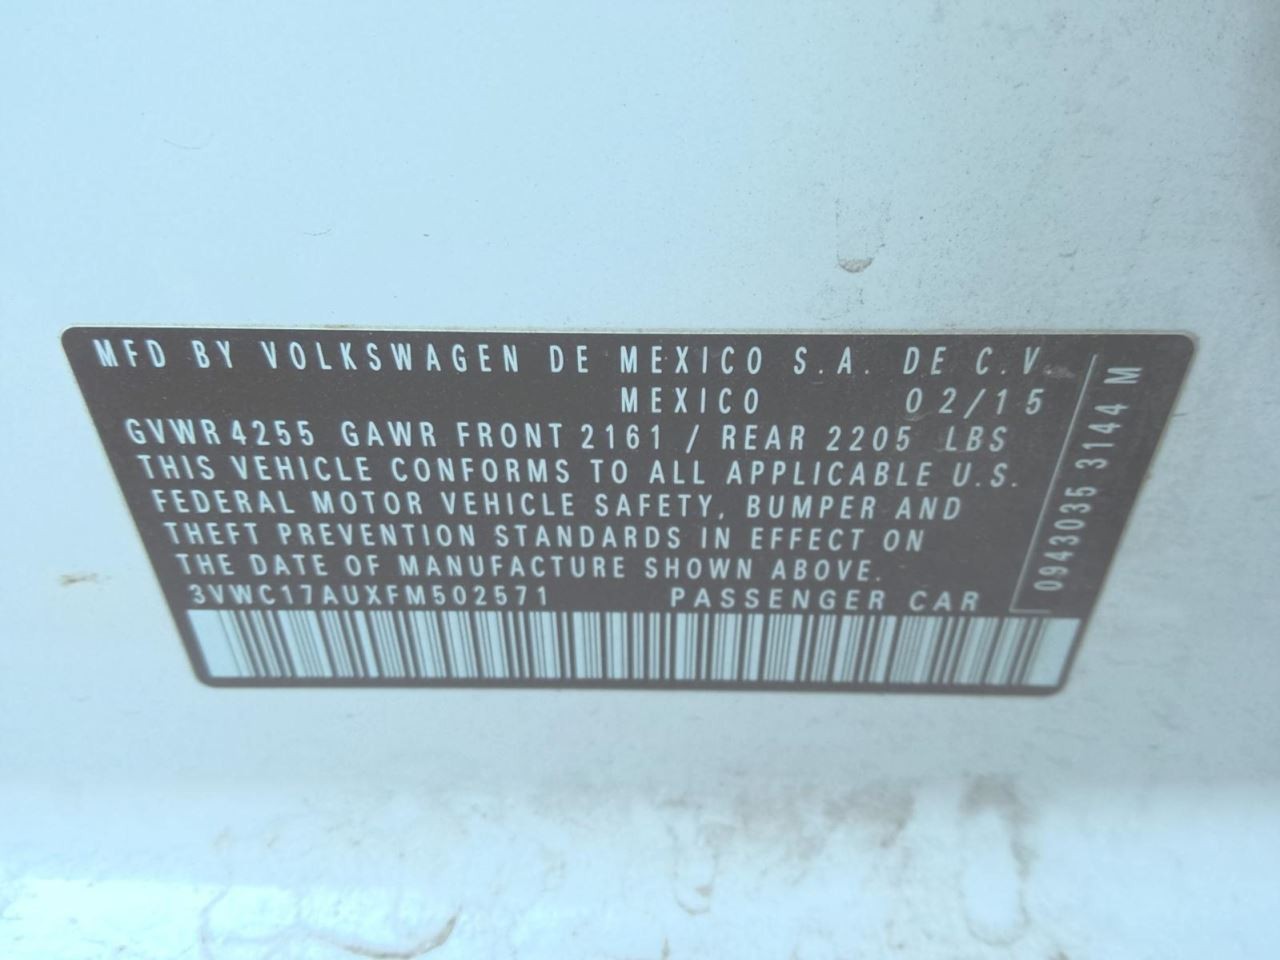 MFD BY VOLKSWAGEN DE MEXICO S.A. DE C.V.
MEXICO 02/15
GVWR 4255 GAWR FRONT 2161 / REAR 2205 LBS
THIS VEHICLE CONFORMS TO ALL APPLICABLE U.S.
FEDERAL MOTOR VEHICLE SAFETY, BUMPER AND
THEFT PREVENTION STANDARDS IN EFFECT ON
THE DATE OF MANUFACTURE SHOWN ABOVE.
3VWC17AUXFM502571 PASSENGER CAR
0943035 3144 M